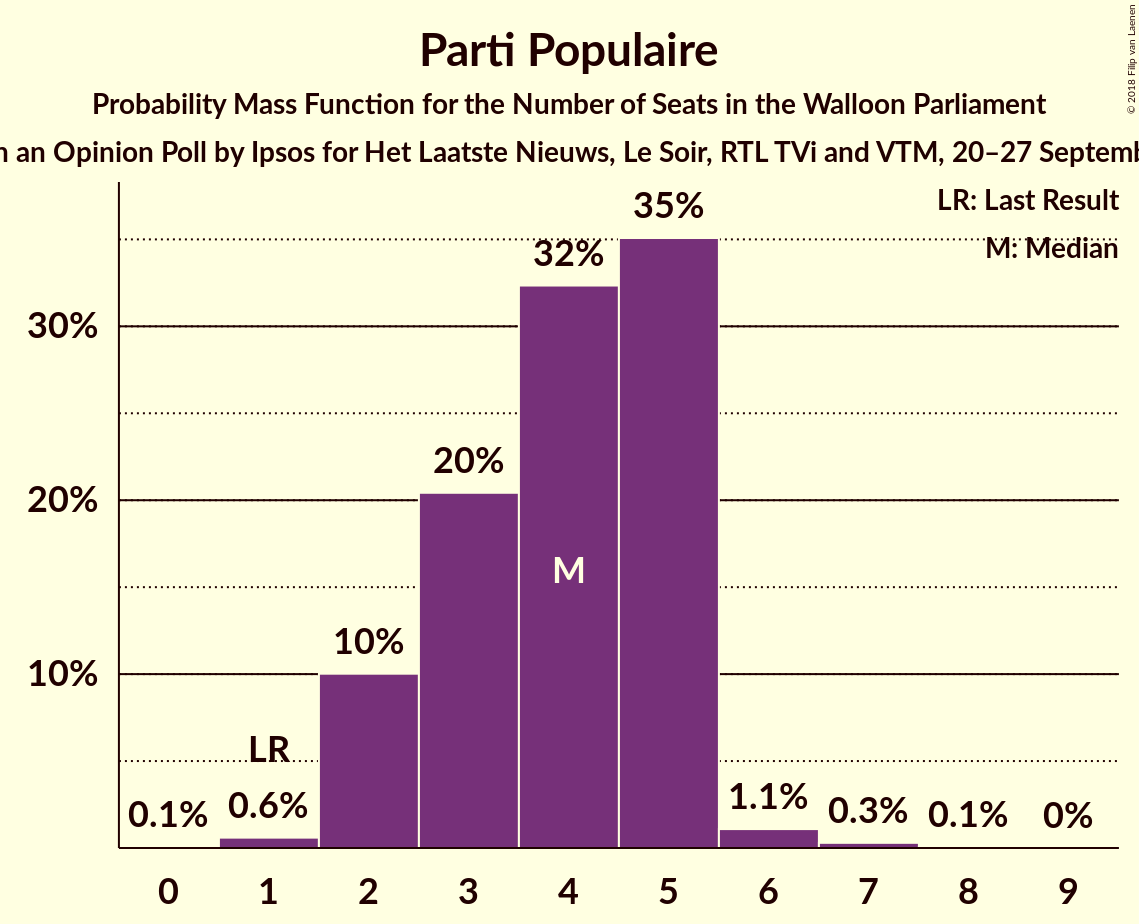 Parti Populaire
Probability Mass Function for the Number of Seats in the Walloon Parliament
an Opinion Poll by Ipsos for Het Laatste Nieuws, Le Soir, RTL TVi and VTM, 20–27
© 2018 Filip van Laenen
LR: Last Result
M: Median
35%
32%
30%
20%
20%
M
10%
10%
LR
0.1%
0.6%
1.1%
0.3%
0.1%
0%
0 1 2 3 4 5 6 7 8 9